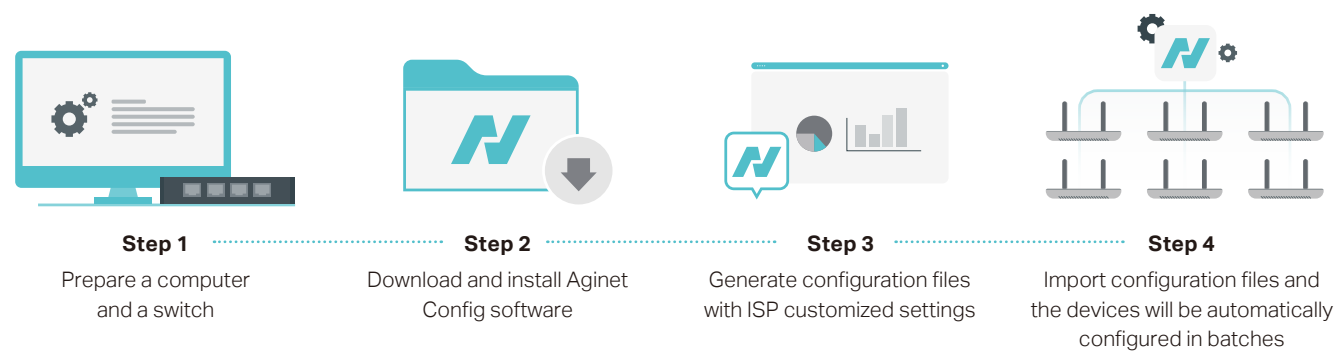 Step 1
Prepare a computer
and a switch
Step 2
Download and install Aginet
Config software
Step 3
Generate configuration files
with ISP customized settings
Step 4
Import configuration files and
the devices will be automatically
configured in batches